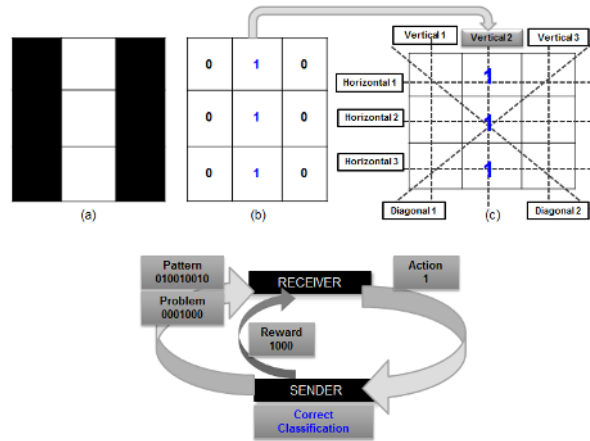 Vertical 1
Vertical 2
Vertical 3
0 1 0
0 1 0
0 1 0
Horizontal 1
Horizontal 2
Horizontal 3
1
1
1
Diagonal 1
Diagonal 2
(a)
(b)
(c)
Pattern
010010010
Problem
0001000
RECEIVER
Action
1
Reward
1000
SENDER
Correct
Classification